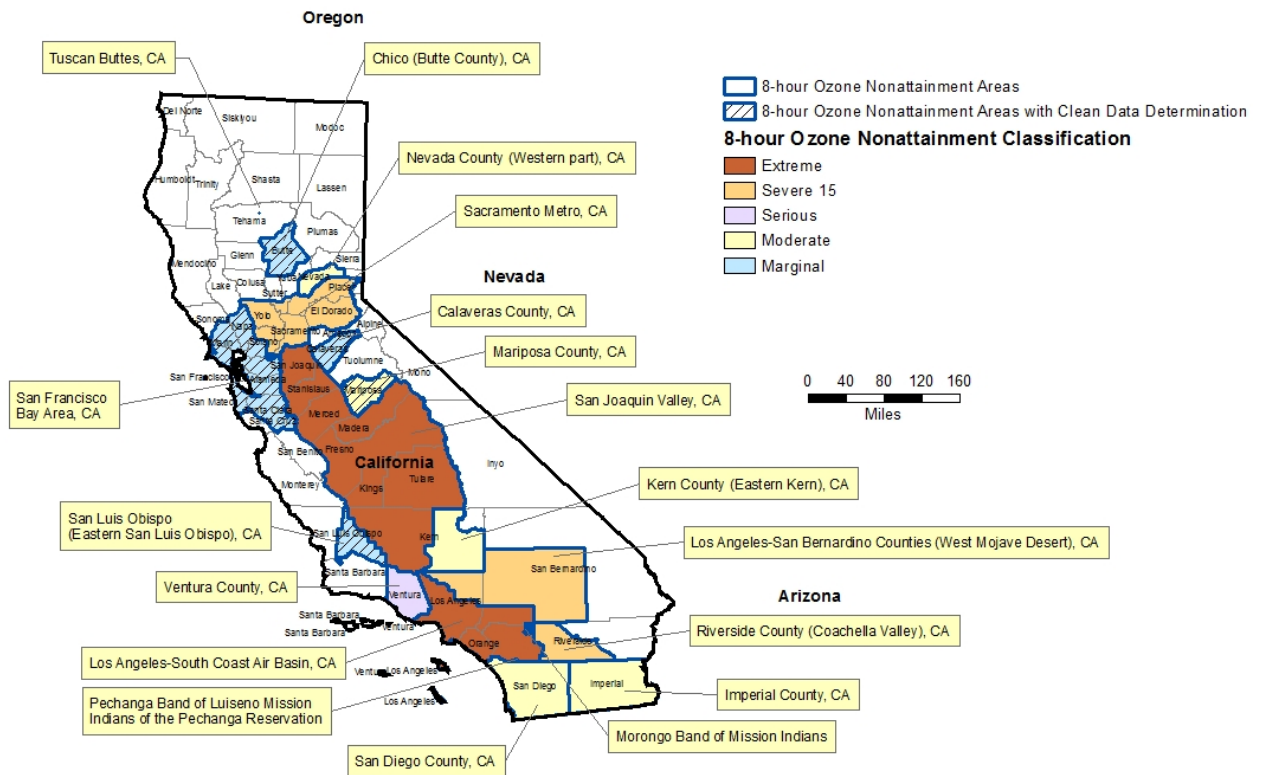 Oregon
Tuscan Buttes, CA
Chico (Butte County), CA
8-hour Ozone Nonattainment Areas
8-hour Ozone Nonattainment Areas with Clean Data Determination
8-hour Ozone Nonattainment Classification
Extreme
Severe 15
Serious
Moderate
Marginal
Nevada County (Western part), CA
Sacramento Metro, CA
Nevada
Calaveras County, CA
Mariposa County, CA
San Joaquin Valley, CA
0 40 80 120 160
Miles
San Francisco
Bay Area, CA
California
Kern County (Eastern Kern), CA
San Luis Obispo
(Eastern San Luis Obispo), CA
Los Angeles-San Bernardino Counties (West Mojave Desert), CA
Ventura County, CA
Arizona
Riverside County (Coachella Valley), CA
Los Angeles-South Coast Air Basin, CA
Pechanga Band of Luiseno Mission
Indians of the Pechanga Reservation
Imperial County, CA
Morongo Band of Mission Indians
San Diego County, CA
Del Norte
Siskiyou
Modoc
Humboldt
Trinity
Shasta
Lassen
Tehama
Plumas
Butte
Glenn
Mendocino
Lake
Colusa
Sutter
Nevada
Sierra
Placer
Sonoma
Napa
Yolo
El Dorado
Sacramento
Solano
Alpine
Marin
Calaveras
Tuolumne
Mono
San Joaquin
San Francisco
Alameda
Stanislaus
Mariposa
San Mateo
Santa Clara
Santa Cruz
Merced
Madera
San Benito
Fresno
Inyo
Monterey
Kings
Tulare
San Luis Obispo
Kern
Santa Barbara
San Bernardino
Ventura
Los Angeles
Santa Barbara
Santa Barbara
Ventura
Orange
Riverside
Ventura
Los Angeles
Los Angeles
San Diego
Imperial